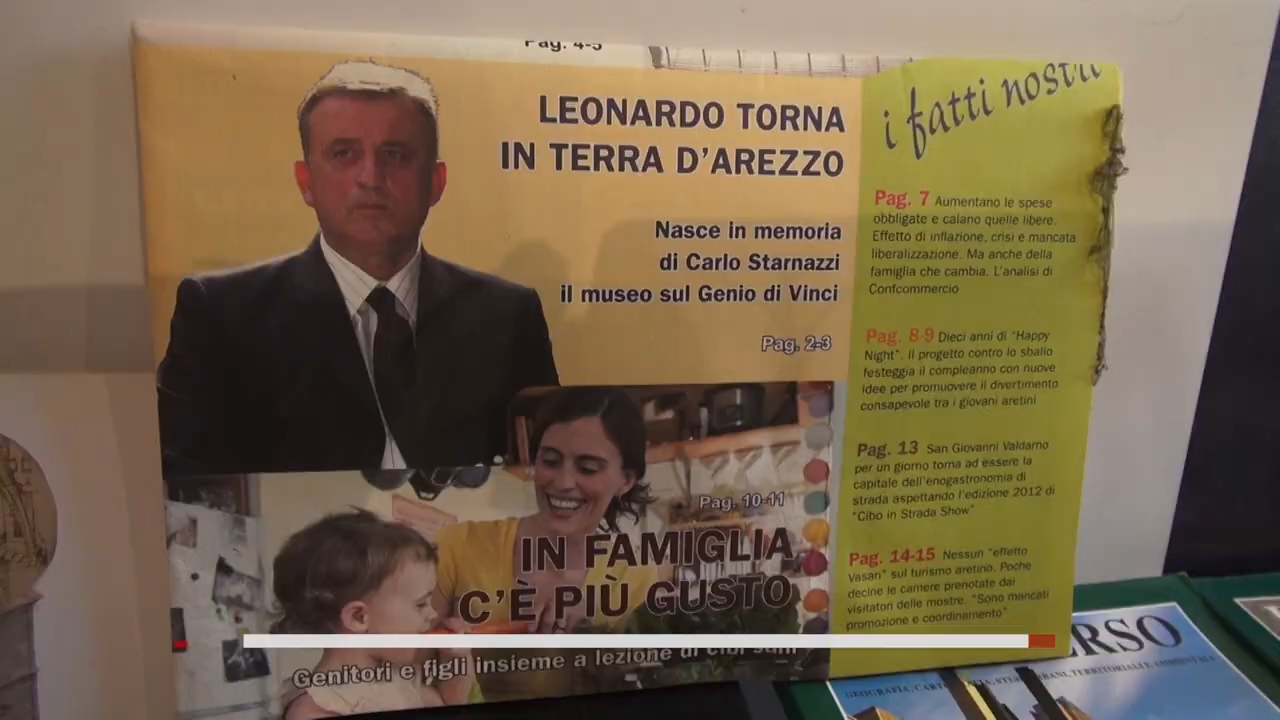 Pag. 4-5
LEONARDO TORNA
IN TERRA D'AREZZO
Nasce in memoria
di Carlo Starnazzi
il museo sul Genio di Vinci
Pag. 2-3
Pag. 10-11
IN FAMIGLIA
C'È PIÙ GUSTO
Genitori e figli insieme a lezione di cibi sani
i fatti nostri
Pag. 7 Aumentano le spese
obbligate e calano quelle libere.
Effetto di inflazione, crisi e mancata
liberalizzazione. Ma anche della
famiglia che cambia. L'analisi di
Confcommercio
Pag. 8-9 Dieci anni di "Happy
Night". Il progetto contro lo sballo
festeggia il compleanno con nuove
idee per promuovere il divertimento
consapevole tra i giovani aretini
Pag. 13 San Giovanni Valdarno
per un giorno torna ad essere la
capitale dell'enogastronomia di
strada aspettando l'edizione 2012 di
"Cibo in Strada Show"
Pag. 14-15 Nessun "effetto
Vasari" sul turismo aretino. Poche
decine le camere prenotate dai
visitatori delle mostre. "Sono mancati
promozione e coordinamento"
ERSO
GEOGRAFIA, TERRITORIALI E AMBIENTALI